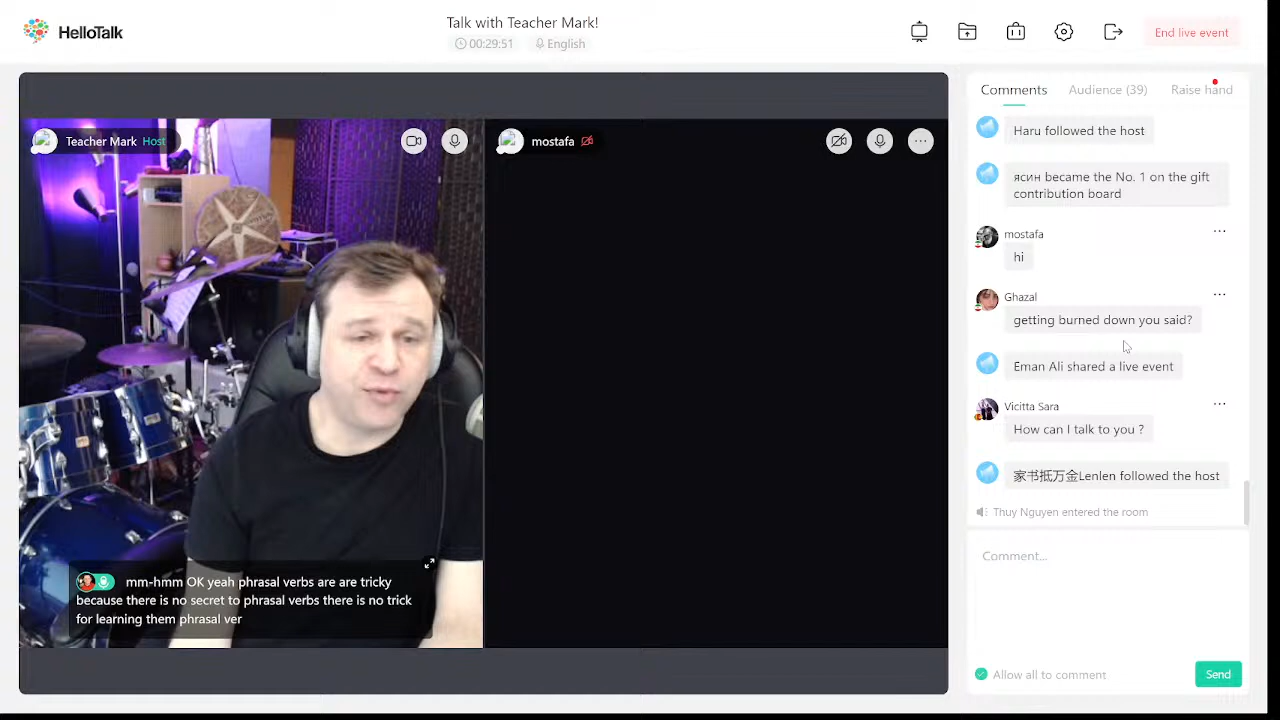 HelloTalk
Talk with Teacher Mark!
00:29:51 English
End live event
Teacher Mark Host
mostafa
mm-hmm OK yeah phrasal verbs are are tricky
because there is no secret to phrasal verbs there is no trick
for learning them phrasal ver
Comments Audience (39) Raise hand
Haru followed the host
ясин became the No. 1 on the gift
contribution board
mostafa
hi
Ghazal
getting burned down you said?
Eman Ali shared a live event
Vicitta Sara
How can I talk to you ?
家书抵万金Lenlen followed the host
Thuy Nguyen entered the room
Comment...
Allow all to comment
Send